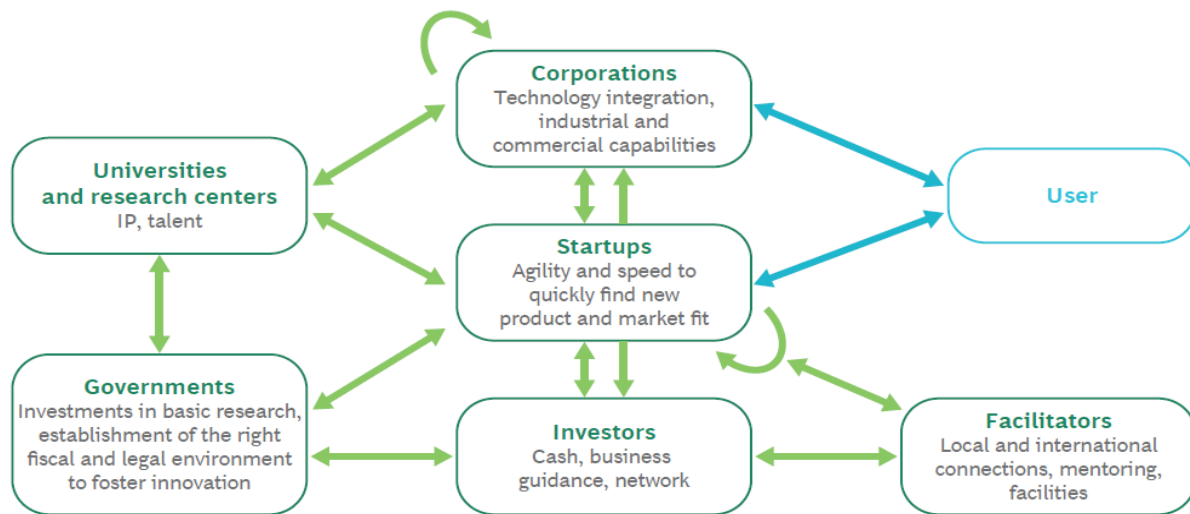 Corporations
Technology integration,
industrial and
commercial capabilities
Universities
and research centers
IP, talent
User
Startups
Agility and speed to
quickly find new
product and market fit
Governments
Investments in basic research,
establishment of the right
fiscal and legal environment
to foster innovation
Investors
Cash, business
guidance, network
Facilitators
Local and international
connections, mentoring,
facilities